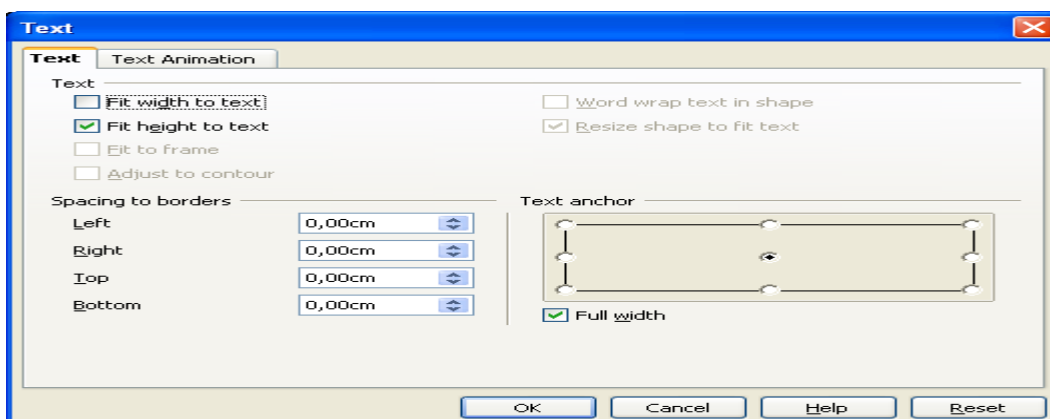 Text
Text Text Animation
Text
Fit width to text Word wrap text in shape
Fit height to text Resize shape to fit text
Fit to frame
Adjust to contour
Spacing to borders Text anchor
Left 0,00cm
Right 0,00cm
Top 0,00cm
Bottom 0,00cm
Full width
OK Cancel Help Reset